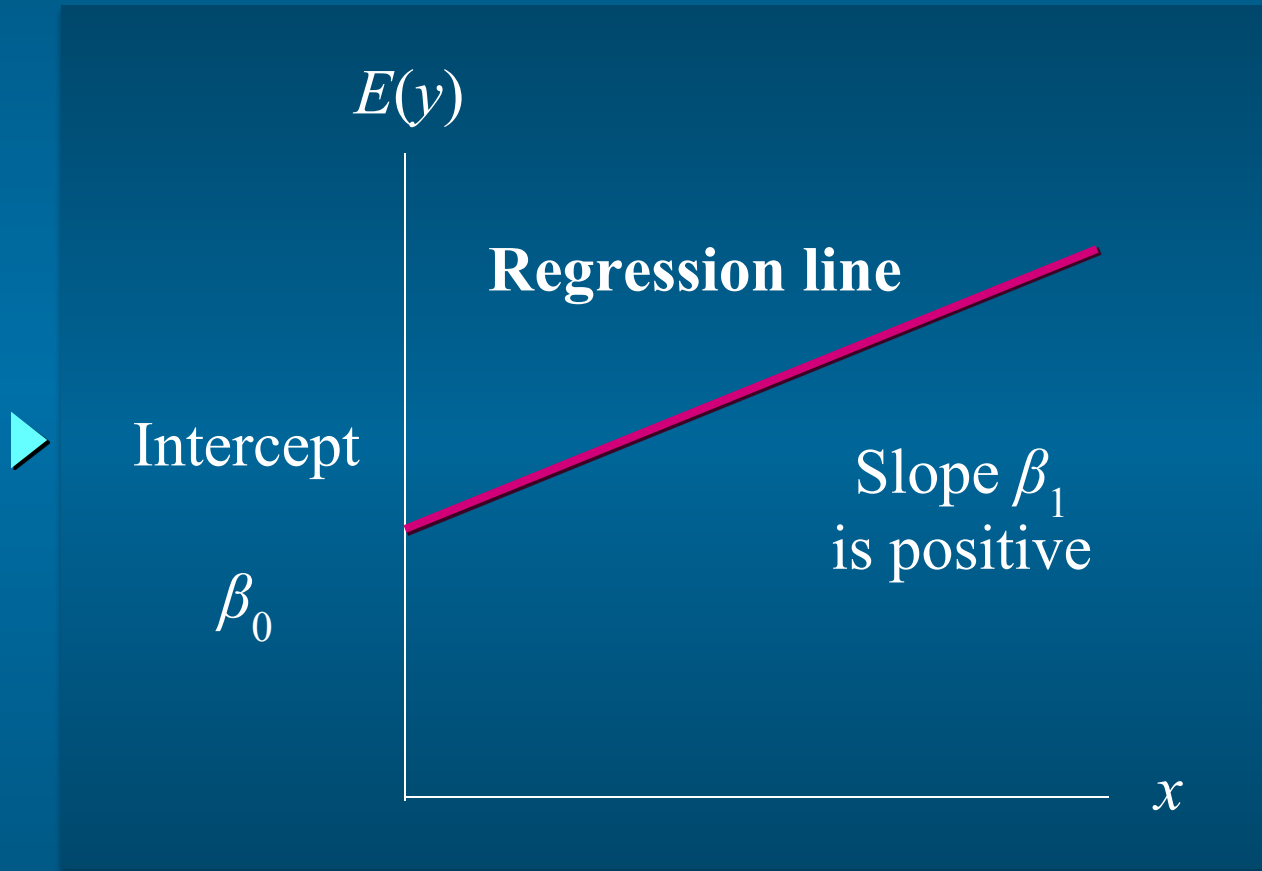 E(y)
Regression line
Intercept
β0
Slope β1
is positive
x